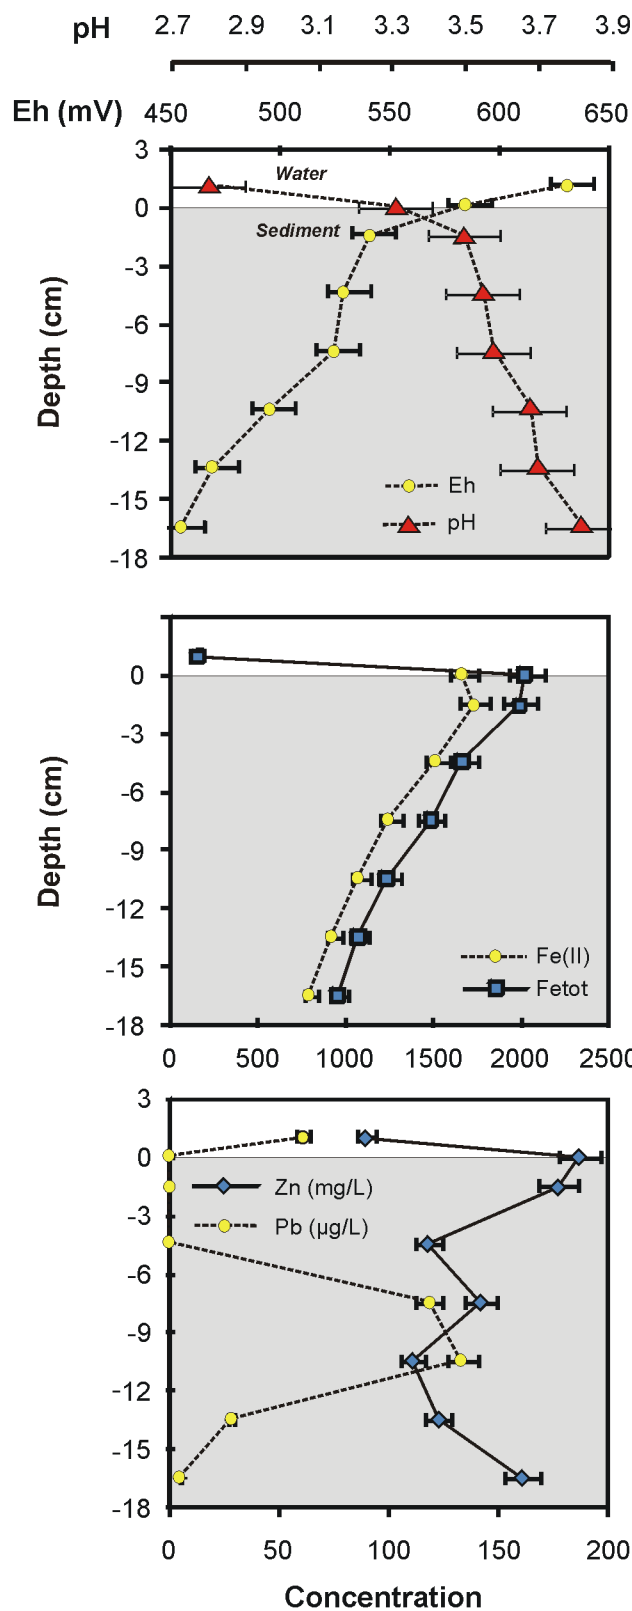 pH 2.7 2.9 3.1 3.3 3.5 3.7 3.9
Eh (mV) 450 500 550 600 650
3
Water
0
Sediment
-3
-6
-9
-12
-15
-18
Depth (cm)
Eh
pH
0
-3
-6
-9
-12
-15
-18
Depth (cm)
Fe(II)
Fetot
0 500 1000 1500 2000 2500
3
0
-3
-6
-9
-12
-15
-18
Zn (mg/L)
Pb (µg/L)
0 50 100 150 200
Concentration